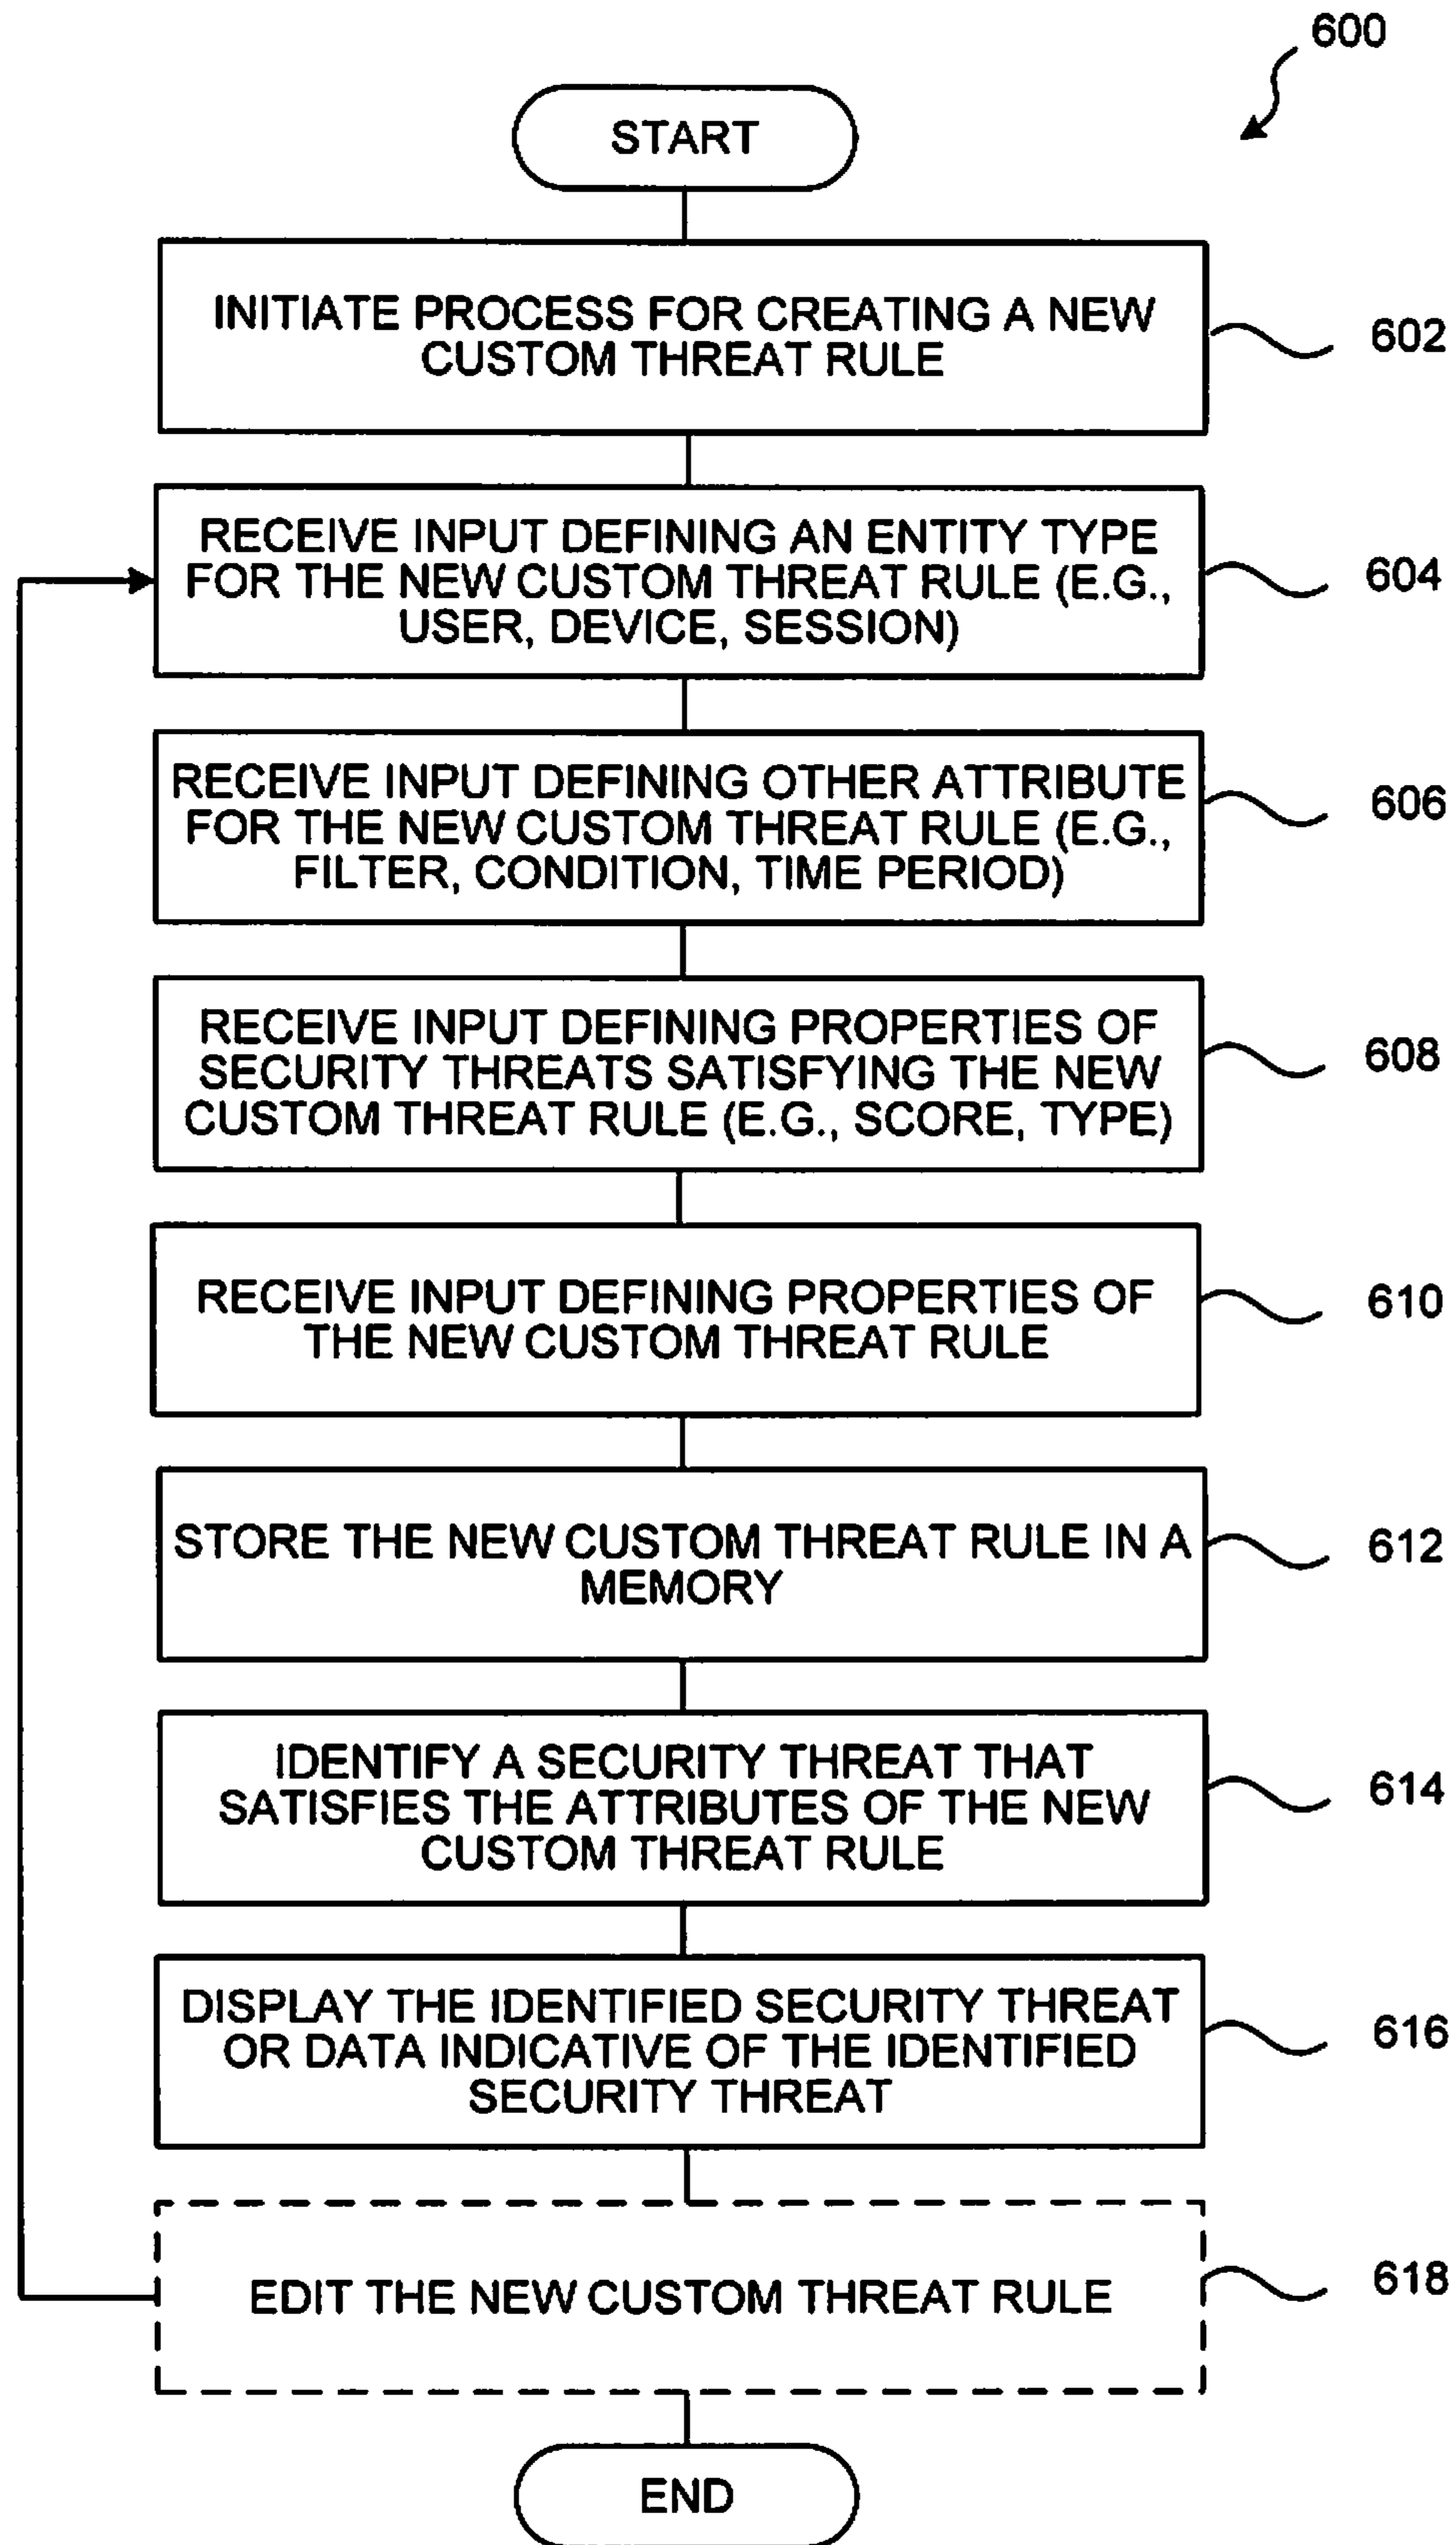 600
START
INITIATE PROCESS FOR CREATING A NEW
CUSTOM THREAT RULE
602
RECEIVE INPUT DEFINING AN ENTITY TYPE
FOR THE NEW CUSTOM THREAT RULE (E.G.,
USER, DEVICE, SESSION)
604
RECEIVE INPUT DEFINING OTHER ATTRIBUTE
FOR THE NEW CUSTOM THREAT RULE (E.G.,
FILTER, CONDITION, TIME PERIOD)
606
RECEIVE INPUT DEFINING PROPERTIES OF
SECURITY THREATS SATISFYING THE NEW
CUSTOM THREAT RULE (E.G., SCORE, TYPE)
608
RECEIVE INPUT DEFINING PROPERTIES OF
THE NEW CUSTOM THREAT RULE
610
STORE THE NEW CUSTOM THREAT RULE IN A
MEMORY
612
IDENTIFY A SECURITY THREAT THAT
SATISFIES THE ATTRIBUTES OF THE NEW
CUSTOM THREAT RULE
614
DISPLAY THE IDENTIFIED SECURITY THREAT
OR DATA INDICATIVE OF THE IDENTIFIED
SECURITY THREAT
616
EDIT THE NEW CUSTOM THREAT RULE
618
END